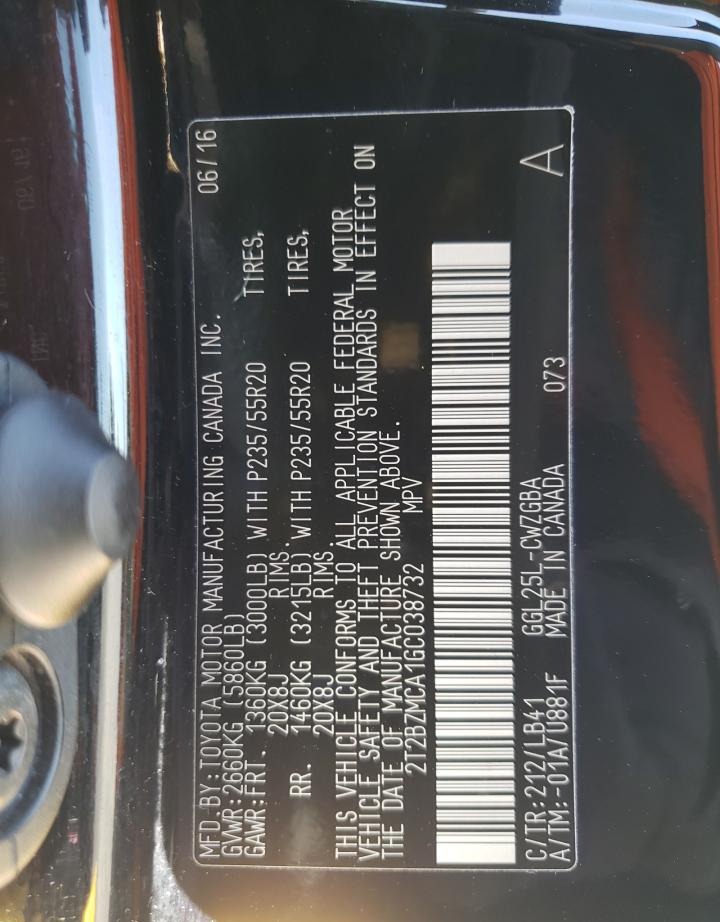 MFD.BY:TOYOTA MOTOR MANUFACTURING CANADA INC. 06/16
GVWR:2660KG (5860LB)
GAWR:FRT. 1360KG (3000LB) WITH P235/55R20 TIRES,
20X8J RIMS.
RR. 1460KG (3215LB) WITH P235/55R20 TIRES,
20X8J RIMS.
THIS VEHICLE CONFORMS TO ALL APPLICABLE FEDERAL MOTOR
VEHICLE SAFETY AND THEFT PREVENTION STANDARDS IN EFFECT ON
THE DATE OF MANUFACTURE SHOWN ABOVE.
2T2BZMCA1GC038732 MPV
C/TR:212/LB41 GGL25L-CWZGBA A
A/TM:-01A/U881F MADE IN CANADA 073